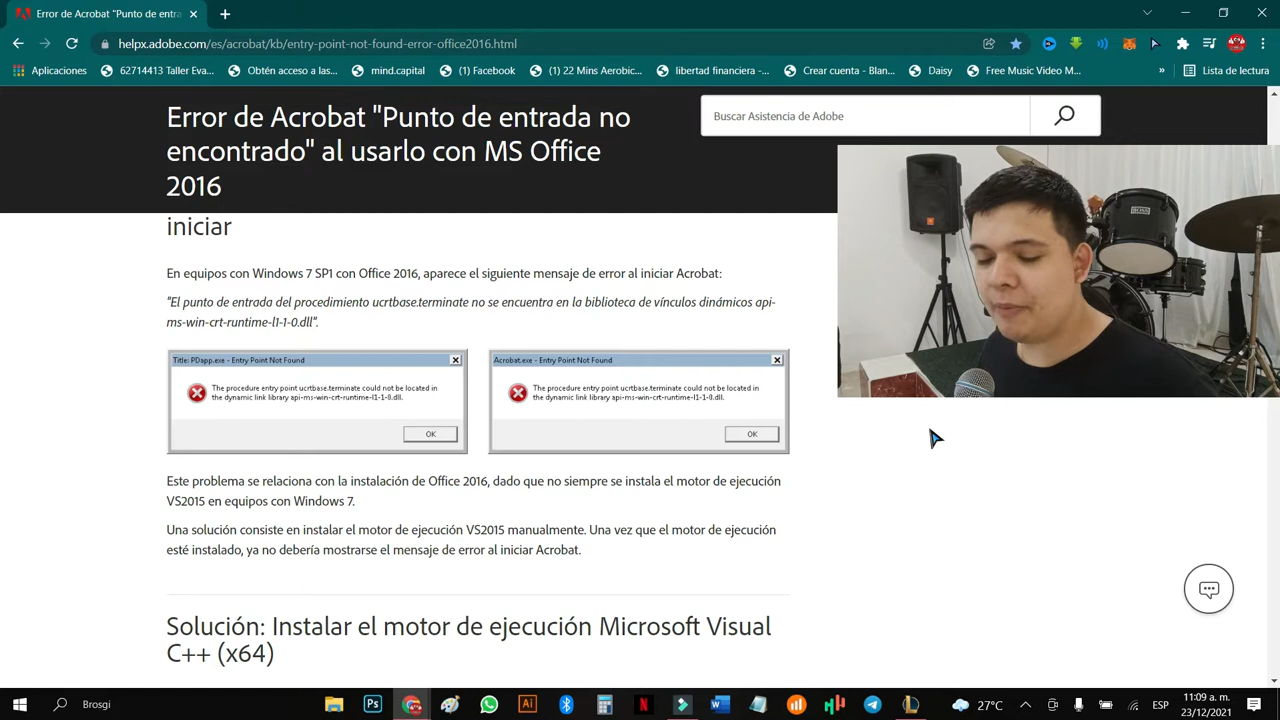 Error de Acrobat "Punto de entra
helpx.adobe.com/es/acrobat/kb/entry-point-not-found-error-office2016.html
Aplicaciones
62714413 Taller Eva...
Obtén acceso a las...
mind.capital
(1) Facebook
(1) 22 Mins Aerobic...
libertad financiera -...
Crear cuenta - Blan...
Daisy
Free Music Video M...
»
Lista de lectura
Error de Acrobat "Punto de entrada no
encontrado" al usarlo con MS Office
2016
Buscar Asistencia de Adobe
iniciar
En equipos con Windows 7 SP1 con Office 2016, aparece el siguiente mensaje de error al iniciar Acrobat:
"El punto de entrada del procedimiento ucrtbase.terminate no se encuentra en la biblioteca de vínculos dinámicos api-
ms-win-crt-runtime-l1-1-0.dll".
Title: PDapp.exe - Entry Point Not Found
The procedure entry point ucrtbase.terminate could not be located in
the dynamic link library api-ms-win-crt-runtime-l1-1-0.dll.
OK
Acrobat.exe - Entry Point Not Found
The procedure entry point ucrtbase.terminate could not be located in
the dynamic link library api-ms-win-crt-runtime-l1-1-0.dll.
OK
BOSS
Este problema se relaciona con la instalación de Office 2016, dado que no siempre se instala el motor de ejecución
VS2015 en equipos con Windows 7.
Una solución consiste en instalar el motor de ejecución VS2015 manualmente. Una vez que el motor de ejecución
esté instalado, ya no debería mostrarse el mensaje de error al iniciar Acrobat.
Solución: Instalar el motor de ejecución Microsoft Visual
C++ (x64)
Brosgi
Ps
Ai
N
W
27°C
ESP
11:09 a. m.
23/12/2021